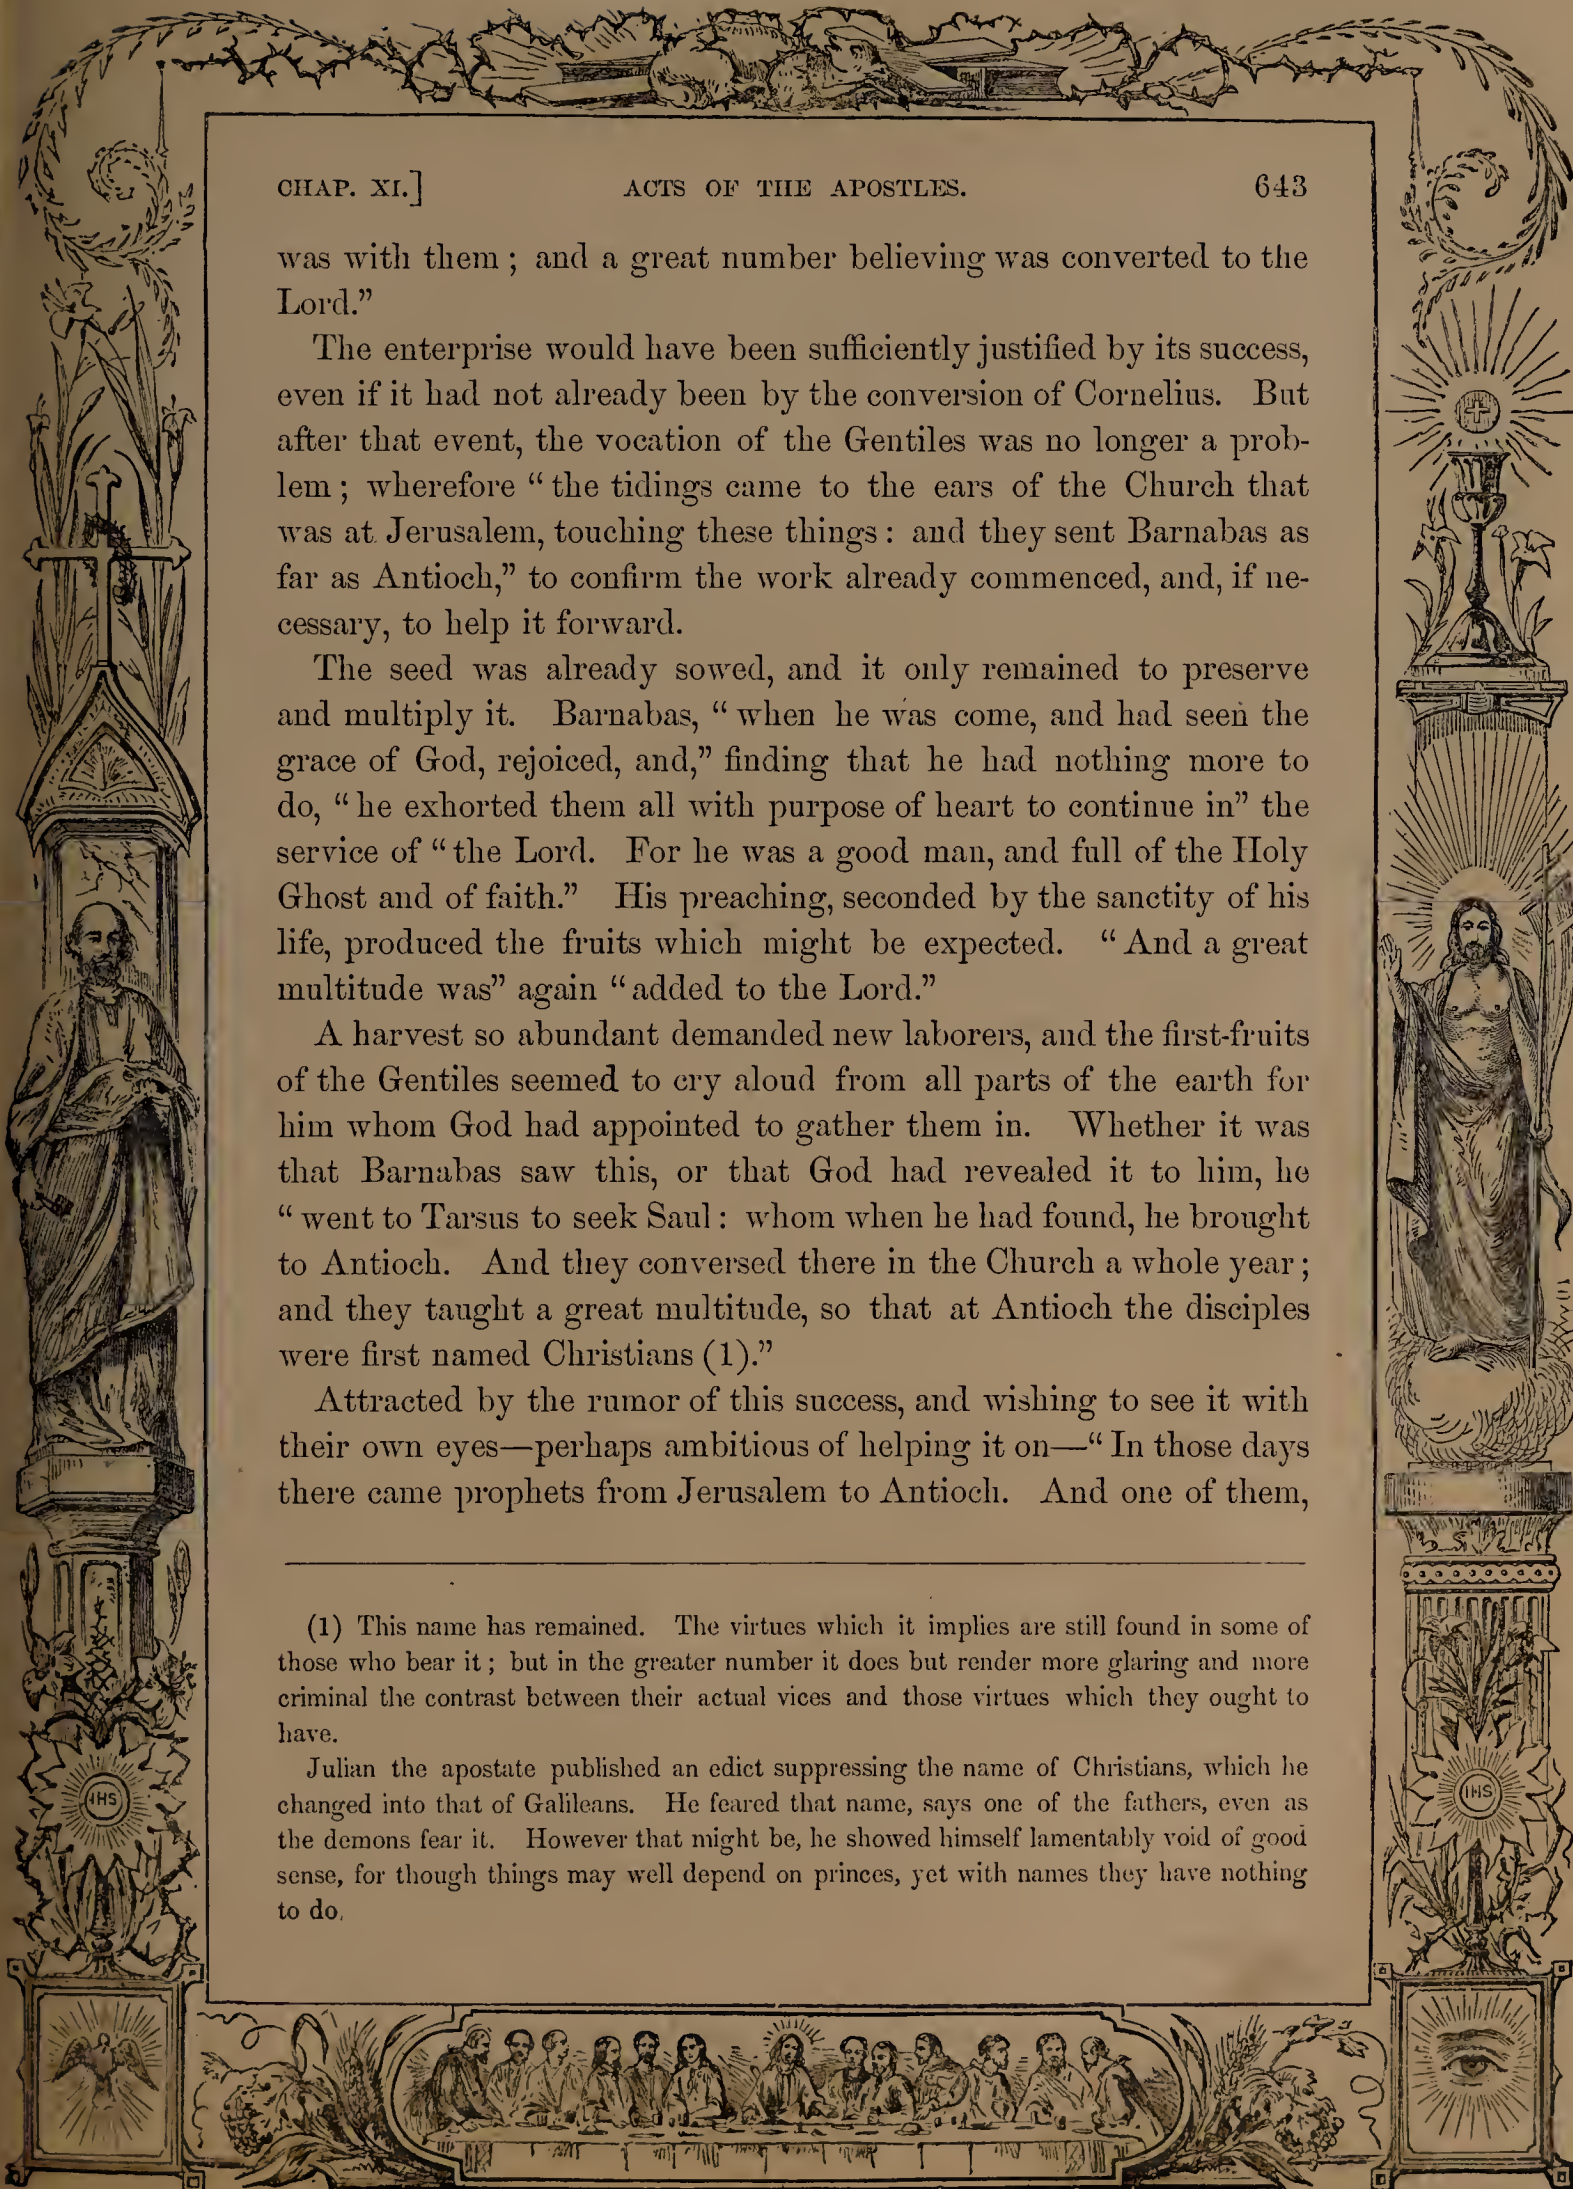 CHAP. XI.] ACTS OF THE APOSTLES. 643
was with them ; and a great number believing was converted to the
Lord.”
The enterprise would have been sufficiently justified by its success,
even if it had not already been by the conversion of Cornelius. But
after that event, the vocation of the Gentiles was no longer a prob-
lem ; wherefore “ the tidings came to the ears of the Church that
was at Jerusalem, touching these things : and they sent Barnabas as
far as Antioch,” to confirm the work already commenced, and, if ne-
cessary, to help it forward.
The seed was already sowed, and it only remained to preserve
and multiply it. Barnabas, “ when he was come, and had seen the
grace of God, rejoiced, and,” finding that he had nothing more to
do, “ he exhorted them all with purpose of heart to continue in” the
service of “ the Lord. For he was a good man, and full of the Holy
Ghost and of faith.” His preaching, seconded by the sanctity of his
life, produced the fruits which might be expected. “ And a great
multitude was” again “ added to the Lord.”
A harvest so abundant demanded new laborers, and the first-fruits
of the Gentiles seemed to cry aloud from all parts of the earth for
him whom God had appointed to gather them in. Whether it was
that Barnabas saw this, or that God had revealed it to him, he
“ went to Tarsus to seek Saul : whom when he had found, he brought
to Antioch. And they conversed there in the Church a whole year ;
and they taught a great multitude, so that at Antioch the disciples
were first named Christians (1).”
Attracted by the rumor of this success, and wishing to see it with
their own eyes—perhaps ambitious of helping it on—“ In those days
there came prophets from Jerusalem to Antioch. And one of them,
(1) This name has remained. The virtues which it implies are still found in some of
those who bear it ; but in the greater number it does but render more glaring and more
criminal the contrast between their actual vices and those virtues which they ought to
have.
Julian the apostate published an edict suppressing the name of Christians, which he
changed into that of Galileans. He feared that name, says one of the fathers, even as
the demons fear it. However that might be, he showed himself lamentably void of good
sense, for though things may well depend on princes, yet with names they have nothing
to do.
IHS
IHS